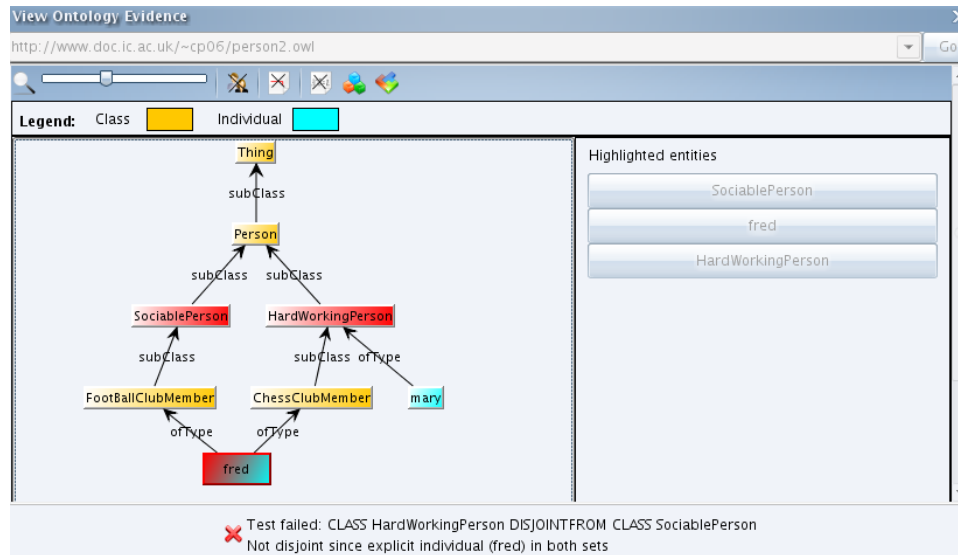 View Ontology Evidence
http://www.doc.ic.ac.uk/~cp06/person2.owl
Go
Legend: Class Individual
Thing
Highlighted entities
subClass
SociablePerson
fred
Person
HardWorkingPerson
subClass subClass
SociablePerson HardWorkingPerson
subClass subClass ofType
FootBallClubMember ChessClubMember mary
ofType ofType
fred
Test failed: CLASS HardWorkingPerson DISJOINTFROM CLASS SociablePerson
Not disjoint since explicit individual (fred) in both sets